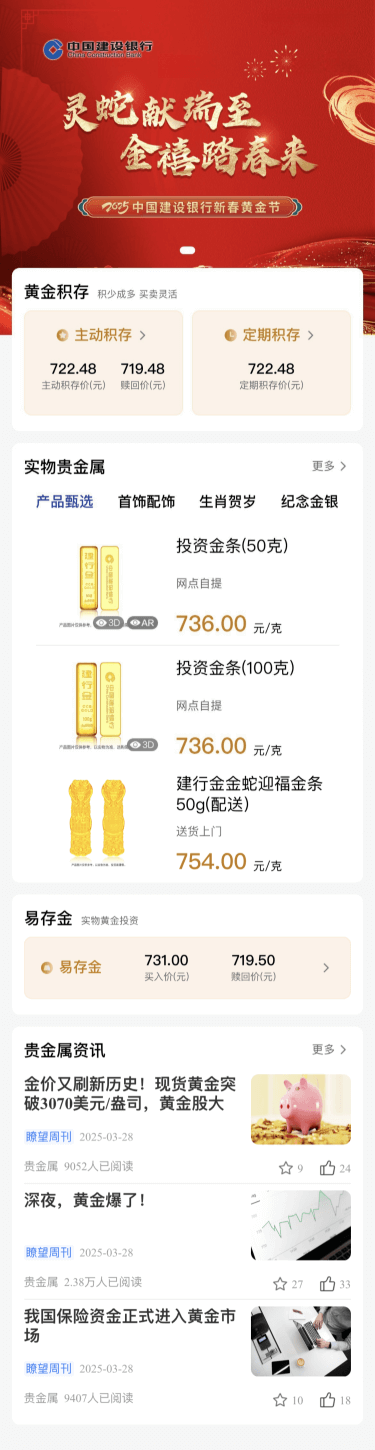 中国建设银行
China Construction Bank
灵蛇献瑞至
金禧踏春来
2025中国建设银行新春黄金节
黄金积存 积少成多 买卖灵活
主动积存
722.48 719.48
主动积存价(元) 赎回价(元)
定期积存
722.48
定期积存价(元)
实物贵金属 更多
产品甄选 首饰配饰 生肖贺岁 纪念金银
投资金条(50克)
网点自提
736.00 元/克
建行金
3D AR
投资金条(100克)
网点自提
736.00 元/克
建行金
3D
建行金金蛇迎福金条
50g(配送)
送货上门
754.00 元/克
易存金 实物黄金投资
易存金
731.00 719.50
买入价(元) 赎回价(元)
贵金属资讯 更多
金价又刷新历史！现货黄金突
破3070美元/盎司，黄金股大
瞭望周刊 2025-03-28
贵金属 9052人已阅读 9 24
深夜，黄金爆了！
瞭望周刊 2025-03-28
贵金属 2.38万人已阅读 27 33
我国保险资金正式进入黄金市
场
瞭望周刊 2025-03-28
贵金属 9407人已阅读 10 18